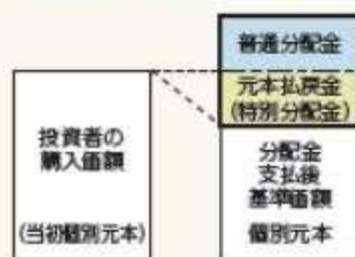 普通分配金
元本払戻金
(特別分配金)
投資者の
購入価額
(当初個別元本)
分配金
支払後
基準価額
個別元本